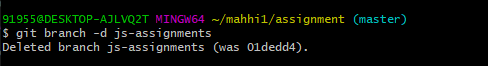 91955@DESKTOP-AJLVQ2T MINGW64 ~/mahhi1/assignment (master)
$ git branch -d js-assignments
Deleted branch js-assignments (was 01dedd4).